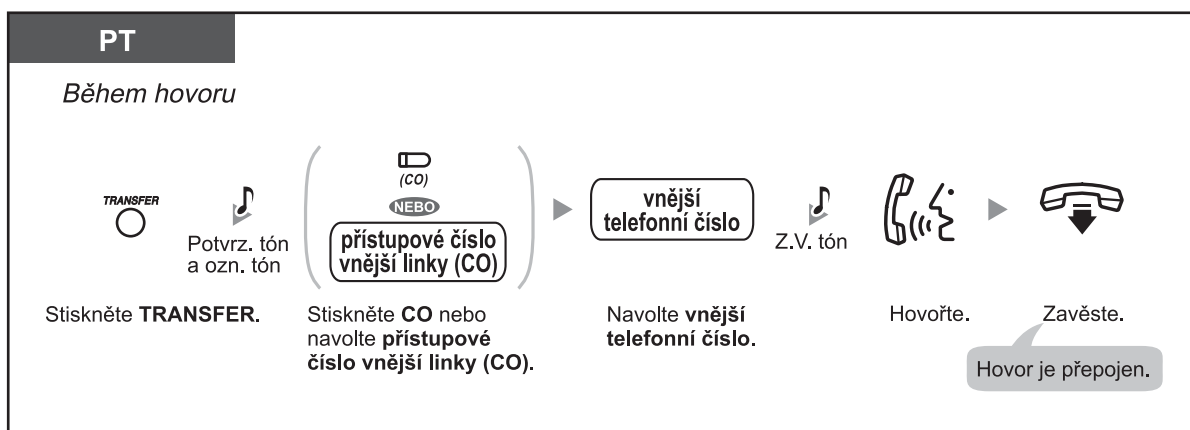 PT
Během hovoru
TRANSFER
Potvrz. tón
a ozn. tón
(CO)
NEBO
přístupové číslo
vnější linky (CO)
vnější
telefonní číslo
Z.V. tón
Stiskněte TRANSFER.
Stiskněte CO nebo
navolte přístupové
číslo vnější linky (CO).
Navolte vnější
telefonní číslo.
Hovořte.
Zavěste.
Hovor je přepojen.